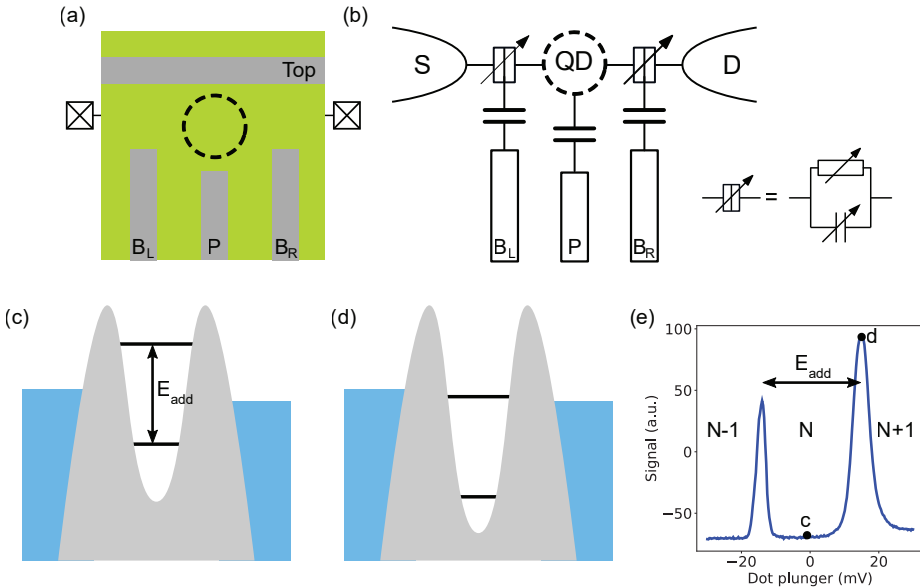 (a)
Top
B_L P B_R
(b)
S QD D
B_L P B_R
=
(c)
E_add
(d)
(e)
Signal (a.u.)
100
50
0
−50
d
E_add
N-1 N N+1
c
−20 0 20
Dot plunger (mV)